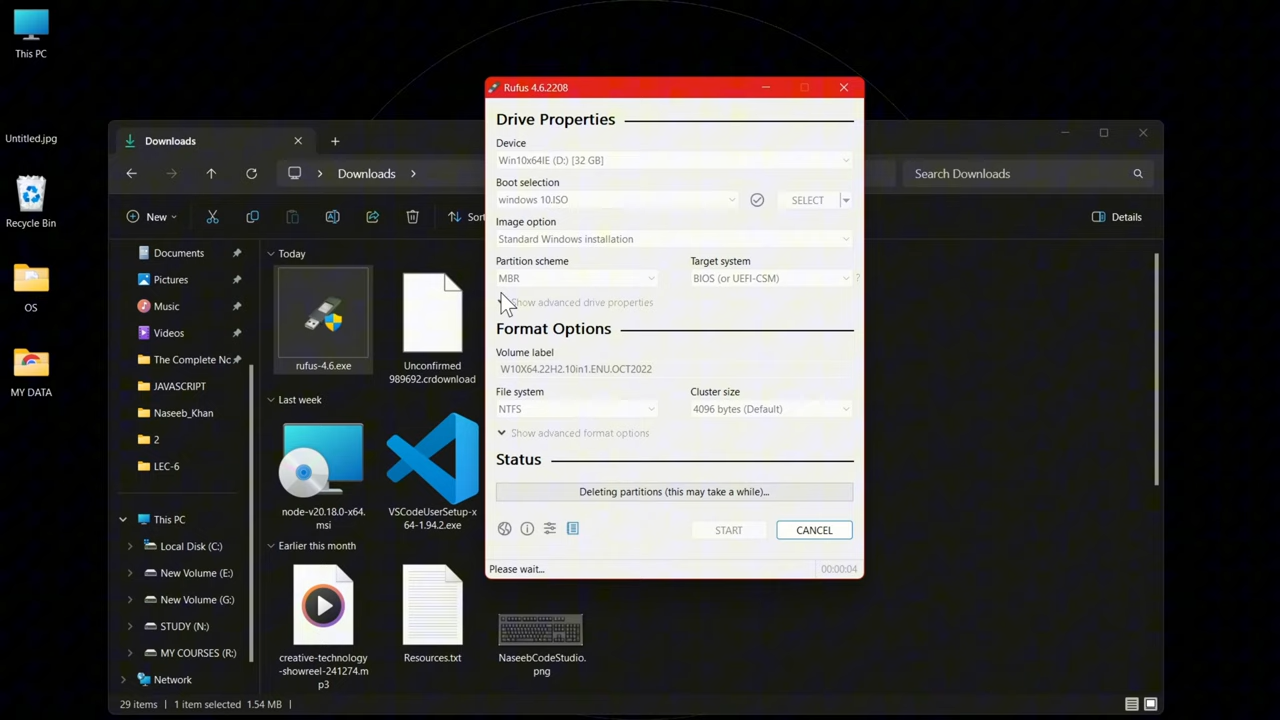 This PC
Untitled.jpg
Recycle Bin
OS
MY DATA
Downloads
Downloads
Search Downloads
New
Sort
Details
Documents
Pictures
Music
Videos
The Complete Nc
JAVASCRIPT
Naseeb_Khan
2
LEC-6
This PC
Local Disk (C:)
New Volume (E:)
New Volume (G:)
STUDY (N:)
MY COURSES (R:)
Network
Today
rufus-4.6.exe
Unconfirmed
989692.crdownload
Last week
node-v20.18.0-x64.
msi
VSCodeUserSetup-x
64-1.94.2.exe
Earlier this month
creative-technology
-showreel-241274.m
p3
Resources.txt
NaseebCodeStudio.
png
29 items
1 item selected 1.54 MB
Rufus 4.6.2208
Drive Properties
Device
Win10x64IE (D:) [32 GB]
Boot selection
windows 10.ISO
SELECT
Image option
Standard Windows installation
Partition scheme
Target system
MBR
BIOS (or UEFI-CSM)
?
Show advanced drive properties
Format Options
Volume label
W10X64.22H2.10in1.ENU.OCT2022
File system
Cluster size
NTFS
4096 bytes (Default)
Show advanced format options
Status
Deleting partitions (this may take a while)...
START
CANCEL
Please wait...
00:00:04